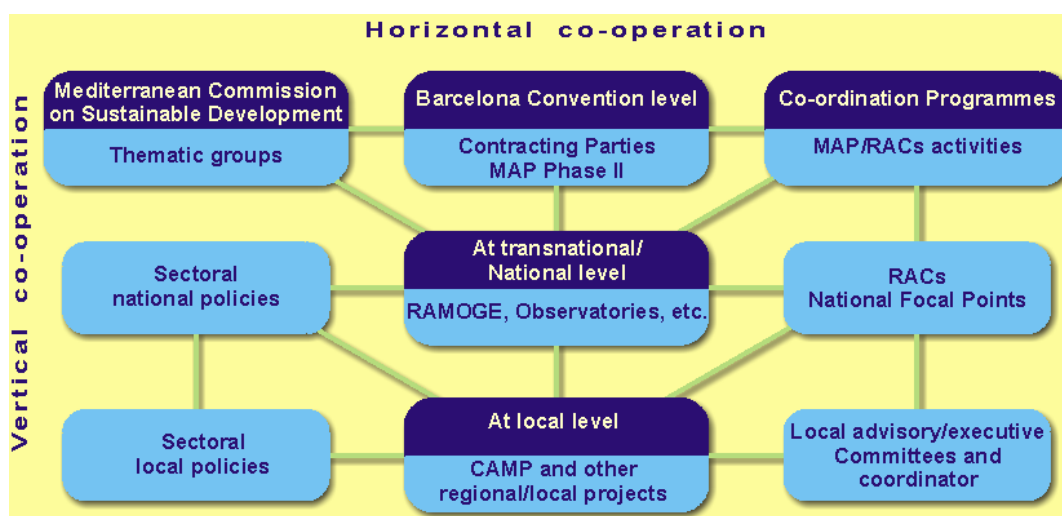 Horizontal co-operation
Vertical co-operation
Mediterranean Commission
on Sustainable Development
Thematic groups
Barcelona Convention level
Contracting Parties
MAP Phase II
Co-ordination Programmes
MAP/RACs activities
Sectoral
national policies
At transnational/
National level
RAMOGE, Observatories, etc.
RACs
National Focal Points
Sectoral
local policies
At local level
CAMP and other
regional/local projects
Local advisory/executive
Committees and
coordinator